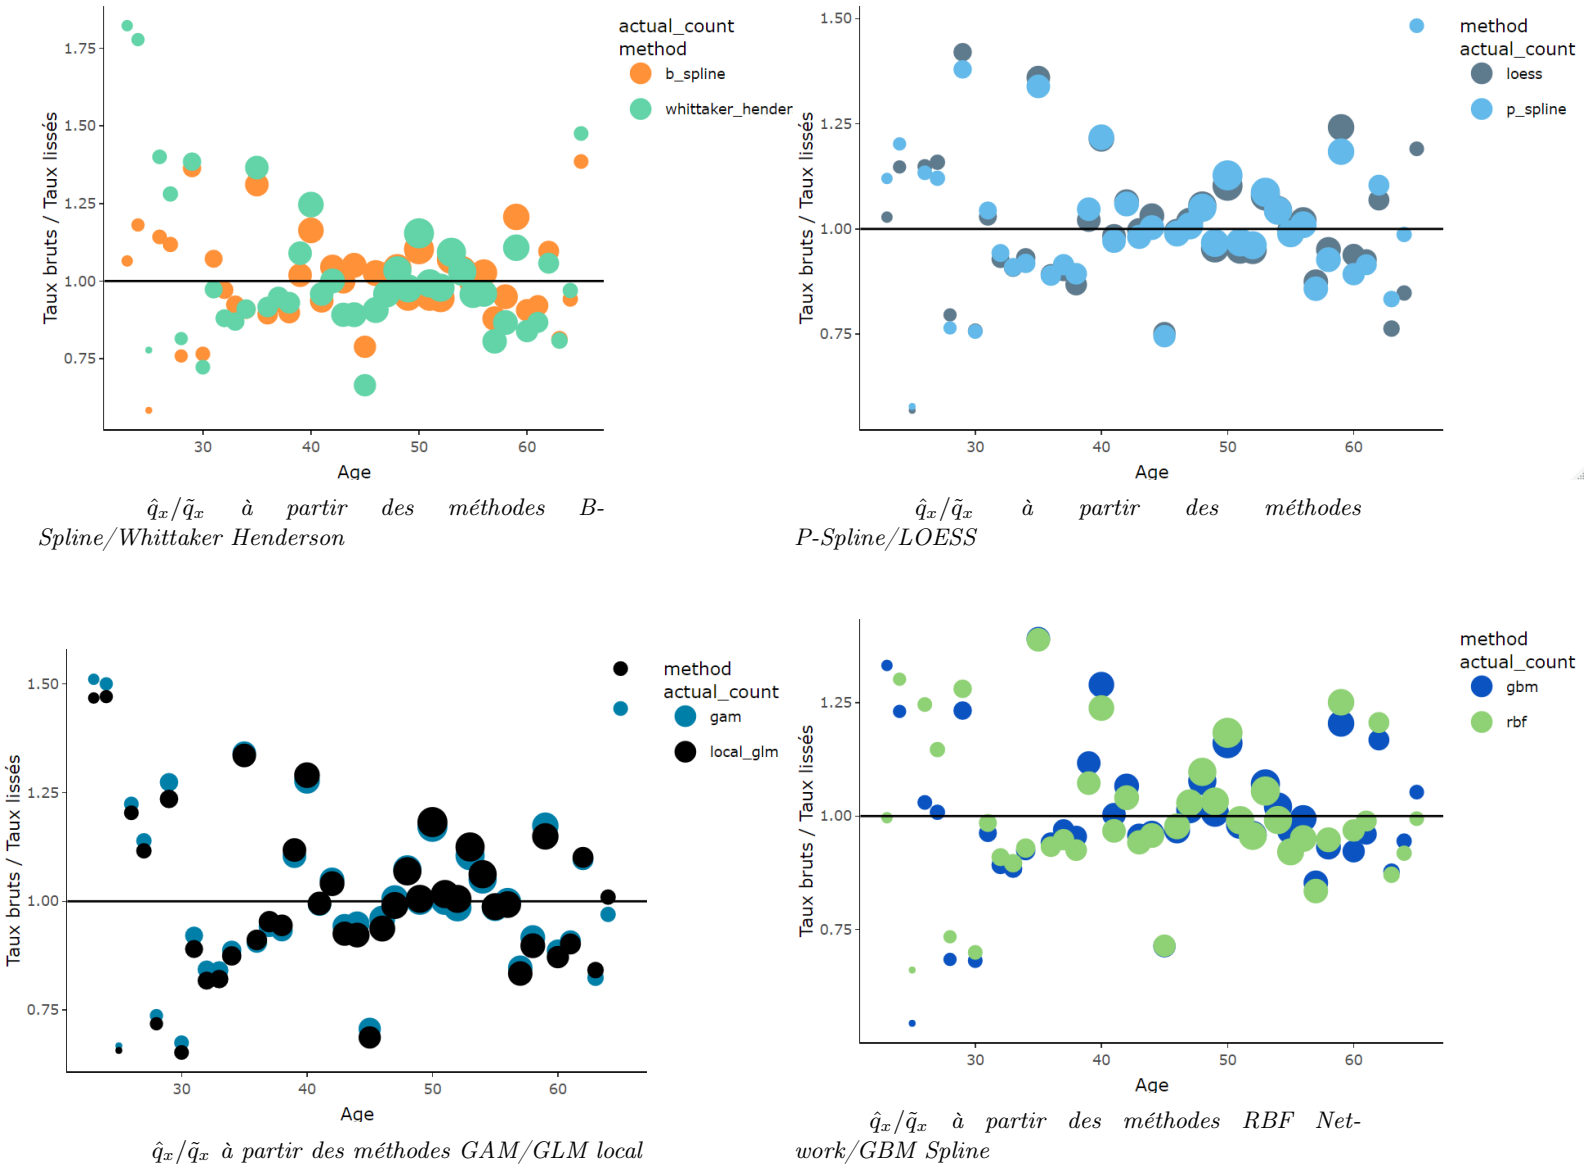 actual_count
method
b_spline
whittaker_hender
Taux bruts / Taux lissés
1.75
1.50
1.25
1.00
0.75
30 40 50 60
Age
q̂ₓ/q̃ₓ à partir des méthodes B-
Spline/Whittaker Henderson
method
actual_count
loess
p_spline
Taux bruts / Taux lissés
1.50
1.25
1.00
0.75
30 40 50 60
Age
q̂ₓ/q̃ₓ à partir des méthodes
P-Spline/LOESS
method
actual_count
gam
local_glm
Taux bruts / Taux lissés
1.50
1.25
1.00
0.75
30 40 50 60
Age
q̂ₓ/q̃ₓ à partir des méthodes GAM/GLM local
method
actual_count
gbm
rbf
Taux bruts / Taux lissés
1.25
1.00
0.75
30 40 50 60
Age
q̂ₓ/q̃ₓ à partir des méthodes RBF Net-
work/GBM Spline